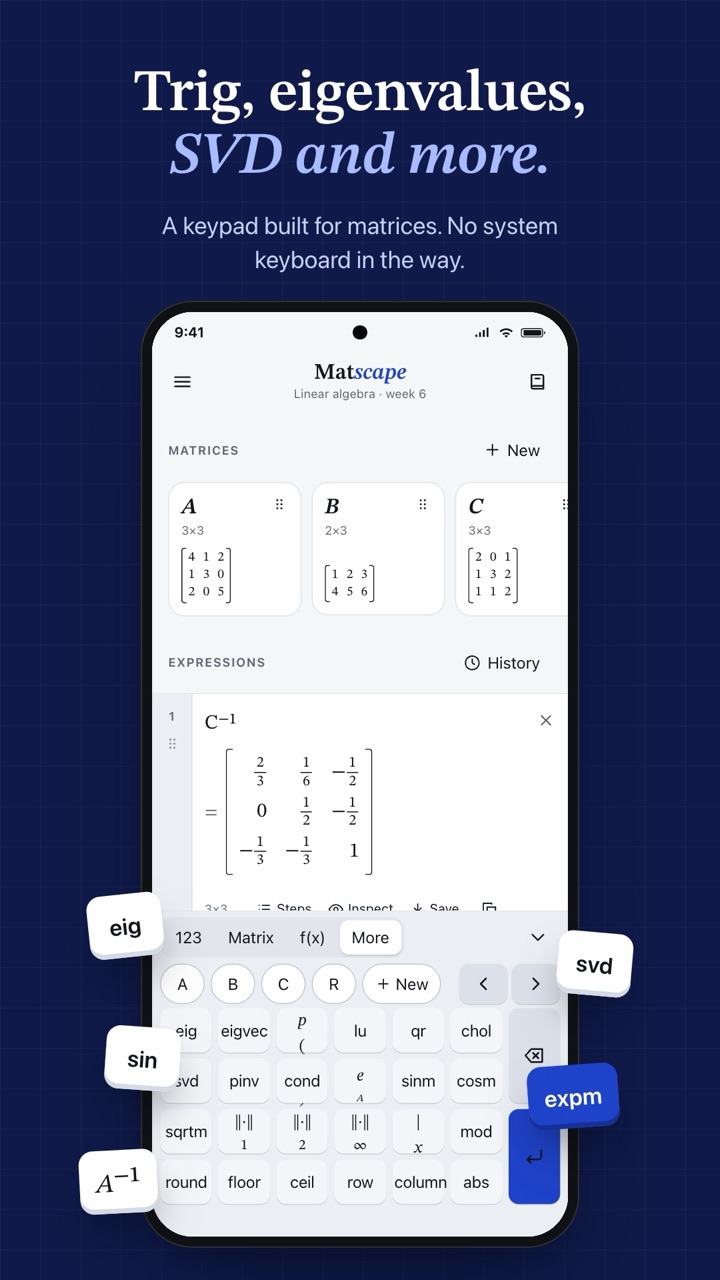 Trig, eigenvalues,
SVD and more.
A keypad built for matrices. No system
keyboard in the way.
9:41
Matscape
Linear algebra · week 6
MATRICES
+ New
A
3×3
4 1 2
1 3 0
2 0 5
B
2×3
1 2 3
4 5 6
C
3×3
2 0 1
1 3 2
1 1 2
EXPRESSIONS
History
1
C⁻¹
= 2/3 1/6 −1/2
0 1/2 −1/2
−1/3 −1/3 1
3×3 Steps Inspect Save
eig
123 Matrix f(x) More
svd
A B C R + New
eig eigvec p( lu qr chol
sin
svd pinv cond e A sinm cosm
expm
sqrtm ‖·‖ 1 ‖·‖ 2 ‖·‖ ∞ | x mod
A⁻¹
round floor ceil row column abs